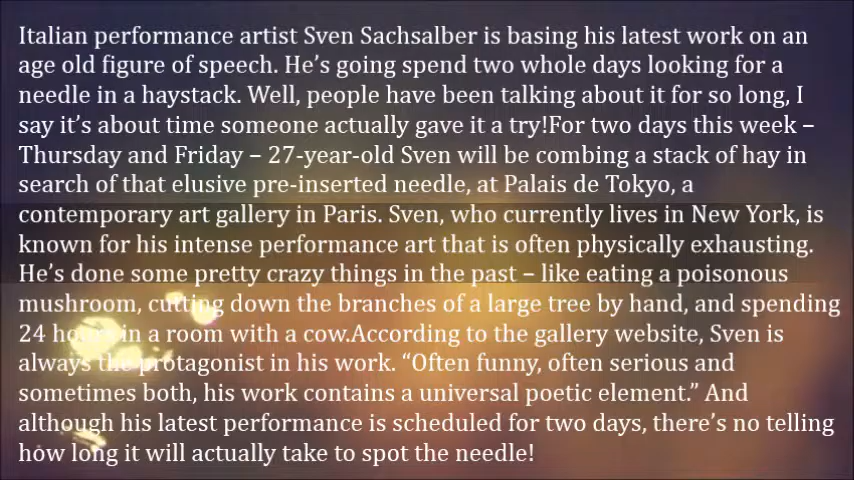 Italian performance artist Sven Sachsalber is basing his latest work on an
age old figure of speech. He's going spend two whole days looking for a
needle in a haystack. Well, people have been talking about it for so long, I
say it's about time someone actually gave it a try!For two days this week –
Thursday and Friday – 27-year-old Sven will be combing a stack of hay in
search of that elusive pre-inserted needle, at Palais de Tokyo, a
contemporary art gallery in Paris. Sven, who currently lives in New York, is
known for his intense performance art that is often physically exhausting.
He's done some pretty crazy things in the past – like eating a poisonous
mushroom, cutting down the branches of a large tree by hand, and spending
24 hours in a room with a cow.According to the gallery website, Sven is
always the protagonist in his work. “Often funny, often serious and
sometimes both, his work contains a universal poetic element.” And
although his latest performance is scheduled for two days, there's no telling
how long it will actually take to spot the needle!